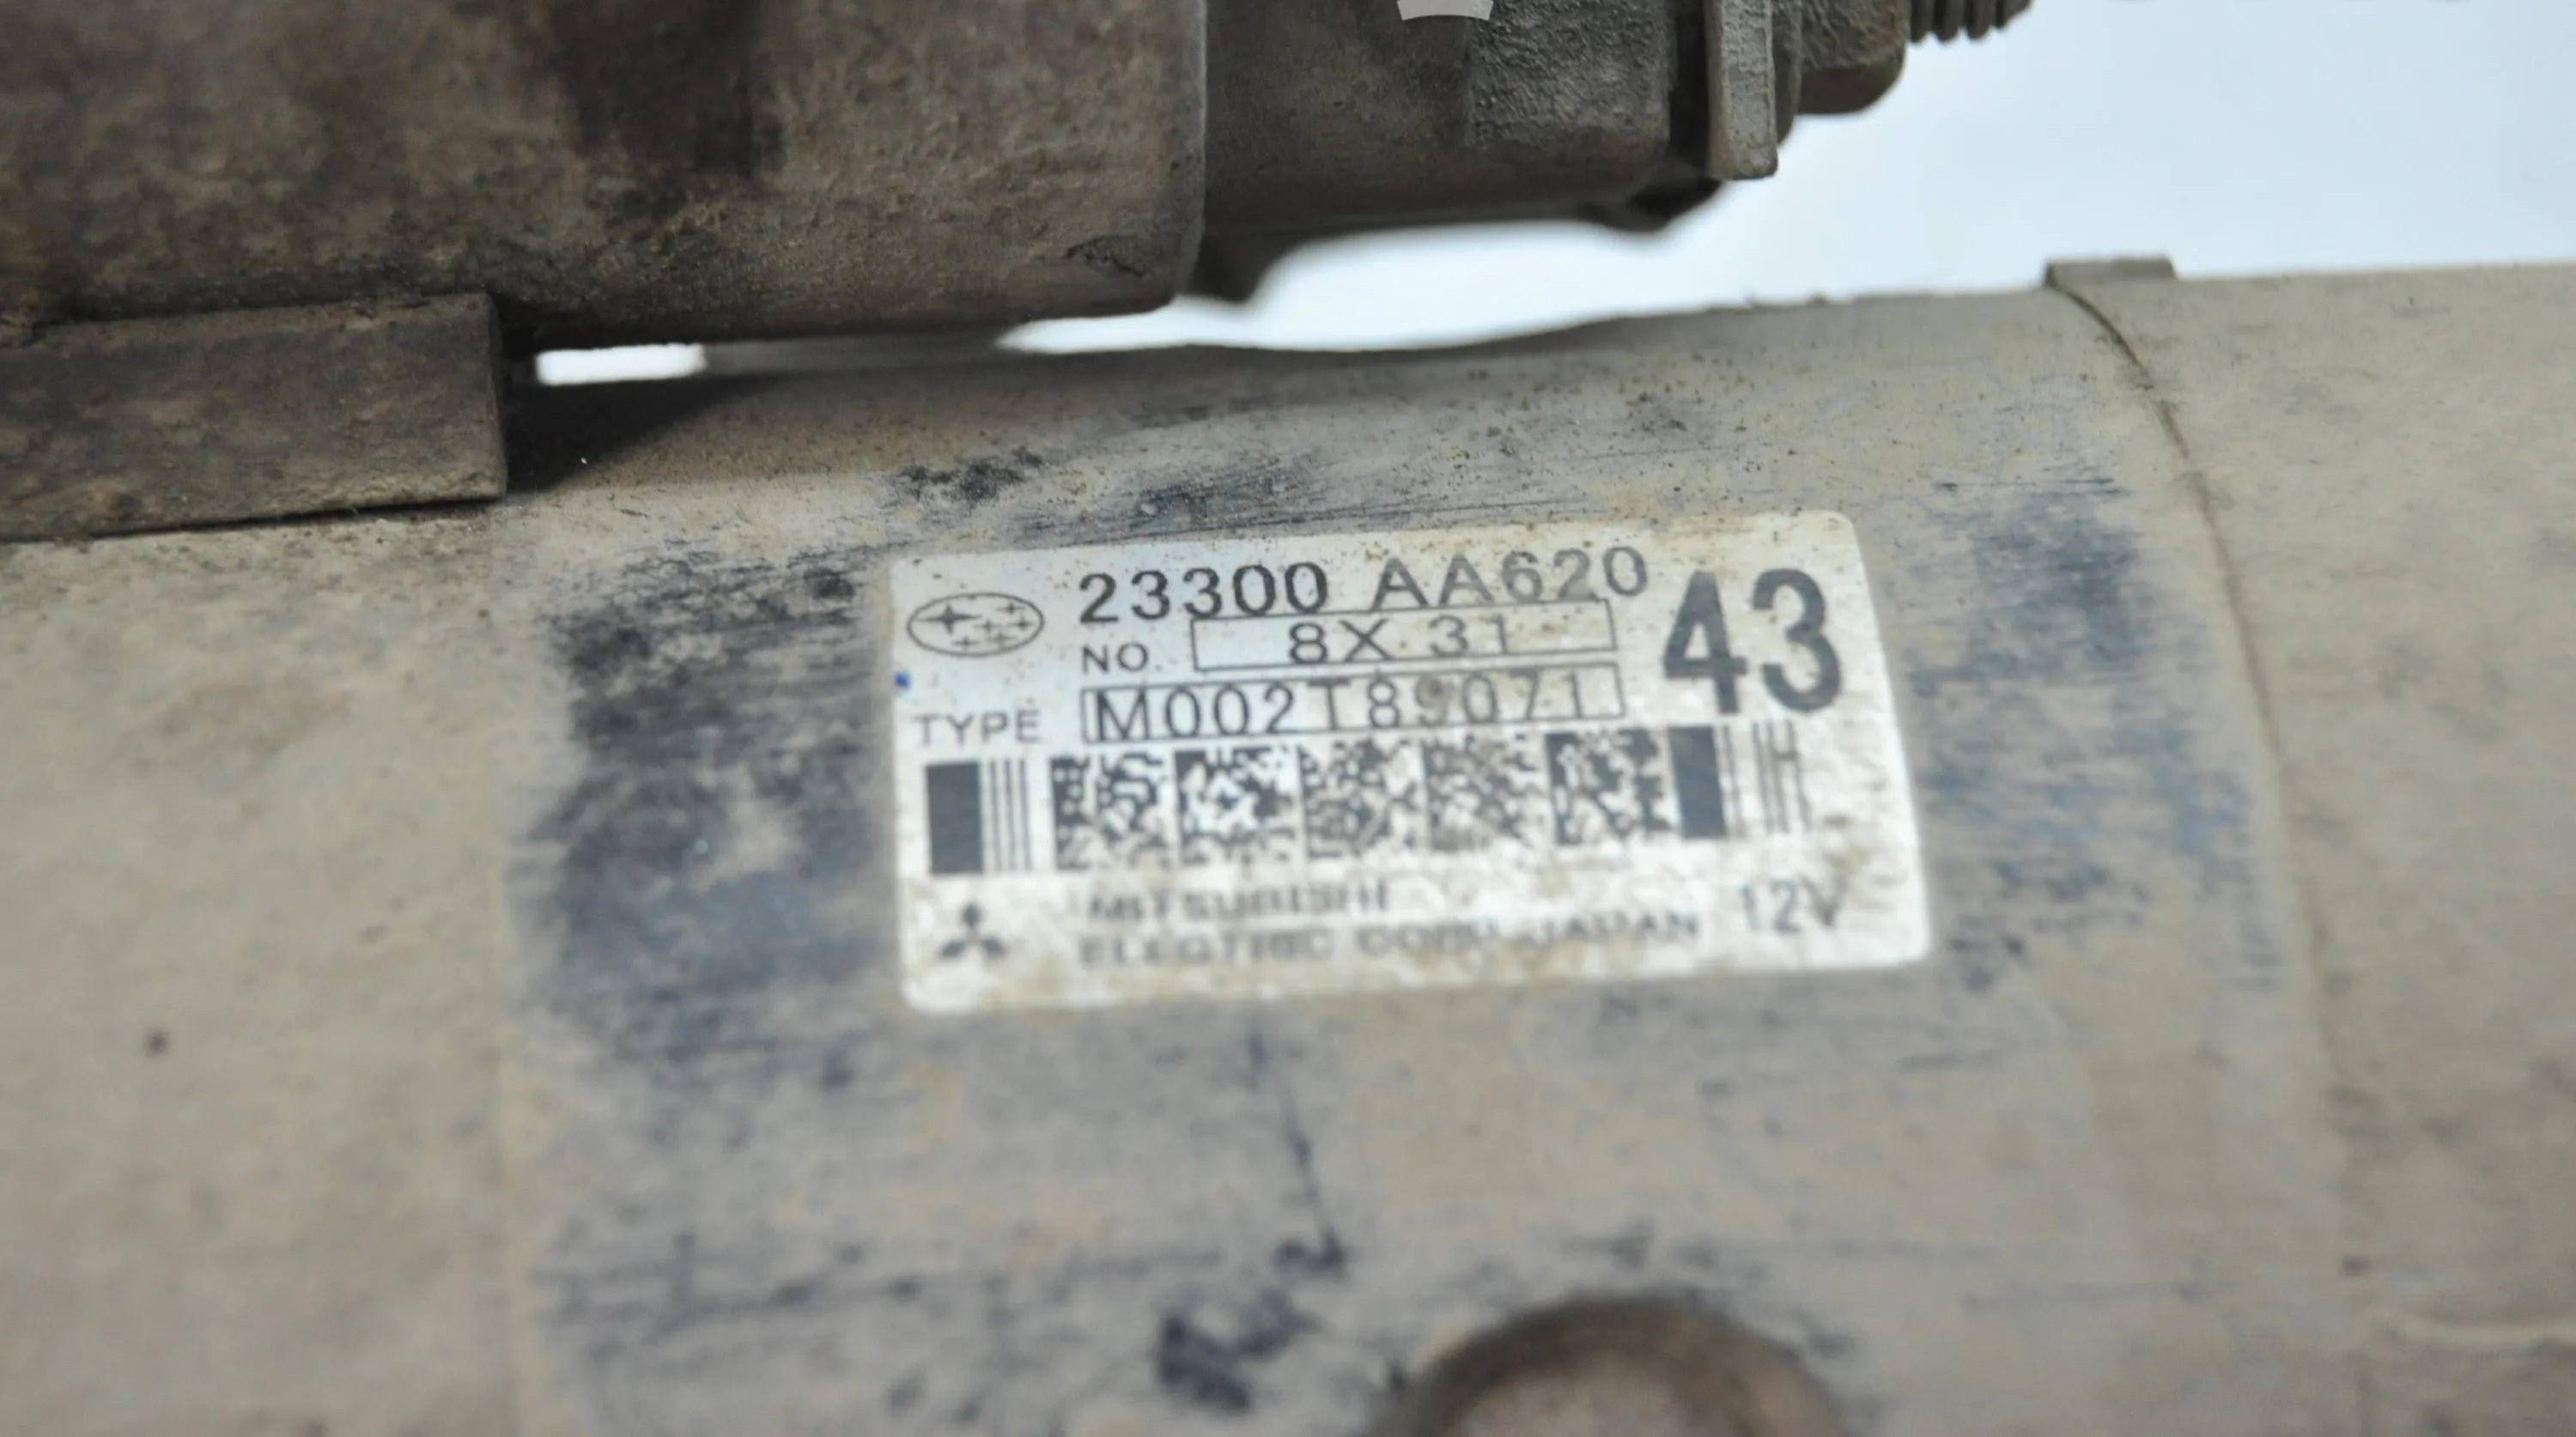 23300 AA620
43
NO. 8X 31
TYPE M002T89071
MITSUBISHI
ELECTRIC CORP. JAPAN 12V